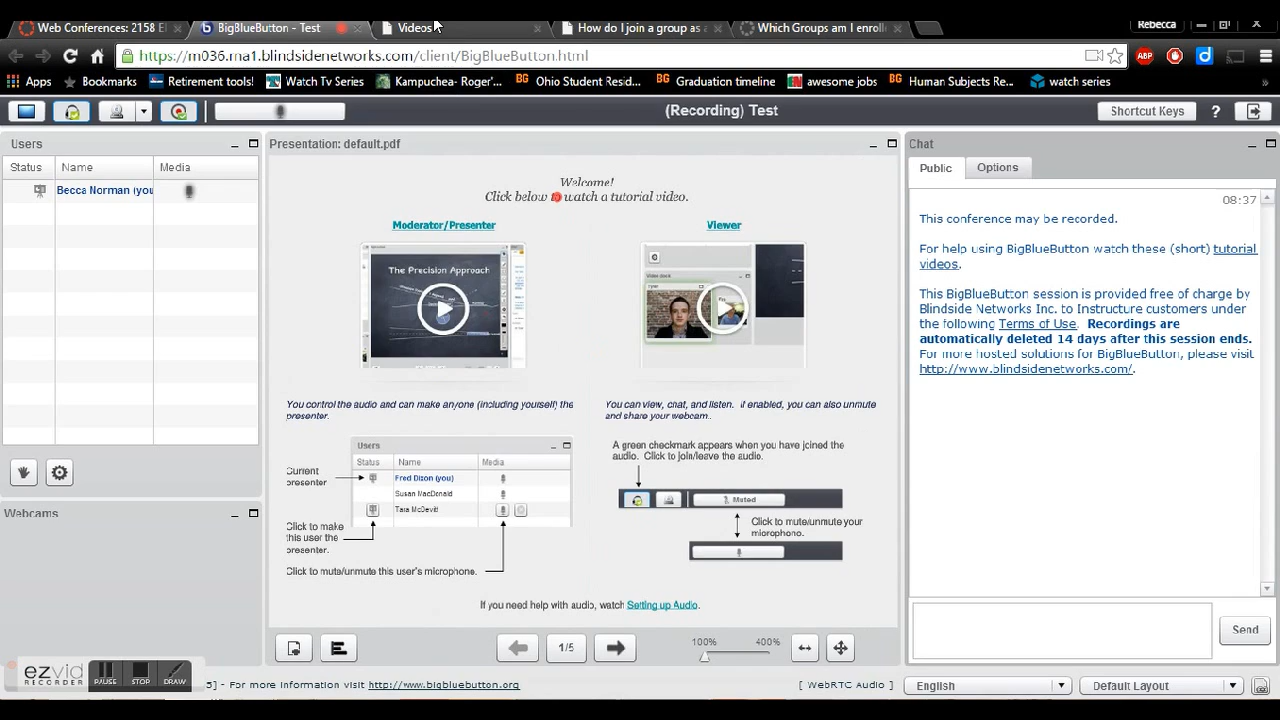 Web Conferences: 2158 El
BigBlueButton - Test
Videos
How do I join a group as
Which Groups am I enrolle
Rebecca
https://m036.ma1.blindsidenetworks.com/client/BigBlueButton.html
ABP
Apps
Bookmarks
Retirement tools!
Watch Tv Series
Kampuchea- Roger'...
BG Ohio Student Resid...
BG Graduation timeline
awesome jobs
BG Human Subjects Re...
watch series
»
(Recording) Test
Shortcut Keys
?
Users
Status Name Media
Becca Norman (you
Webcams
Presentation: default.pdf
Welcome!
Click below to watch a tutorial video.
Moderator/Presenter
Viewer
The Precision Approach
You control the audio and can make anyone (including yourself) the
presenter.
You can view, chat, and listen. If enabled, you can also unmute
and share your webcam..
Users
Status Name Media
Fred Dizon (you)
Susan MacDonald
Tara McDevitt
Current
presenter
Click to make
this user the
presenter.
Click to mute/unmute this user's microphone.
A green checkmark appears when you have joined the
audio. Click to join/leave the audio.
Muted
Click to mute/unmute your
microphone.
If you need help with audio, watch Setting up Audio.
1/5
100% 400%
Chat
Public Options
08:37
This conference may be recorded.
For help using BigBlueButton watch these (short) tutorial
videos.
This BigBlueButton session is provided free of charge by
Blindside Networks Inc. to Instructure customers under
the following Terms of Use. Recordings are
automatically deleted 14 days after this session ends.
For more hosted solutions for BigBlueButton, please visit
http://www.blindsidenetworks.com/.
Send
ezvid
RECORDER
PAUSE STOP DRAW
5] - For more information visit http://www.bigbluebutton.org
[ WebRTC Audio ]
English
Default Layout